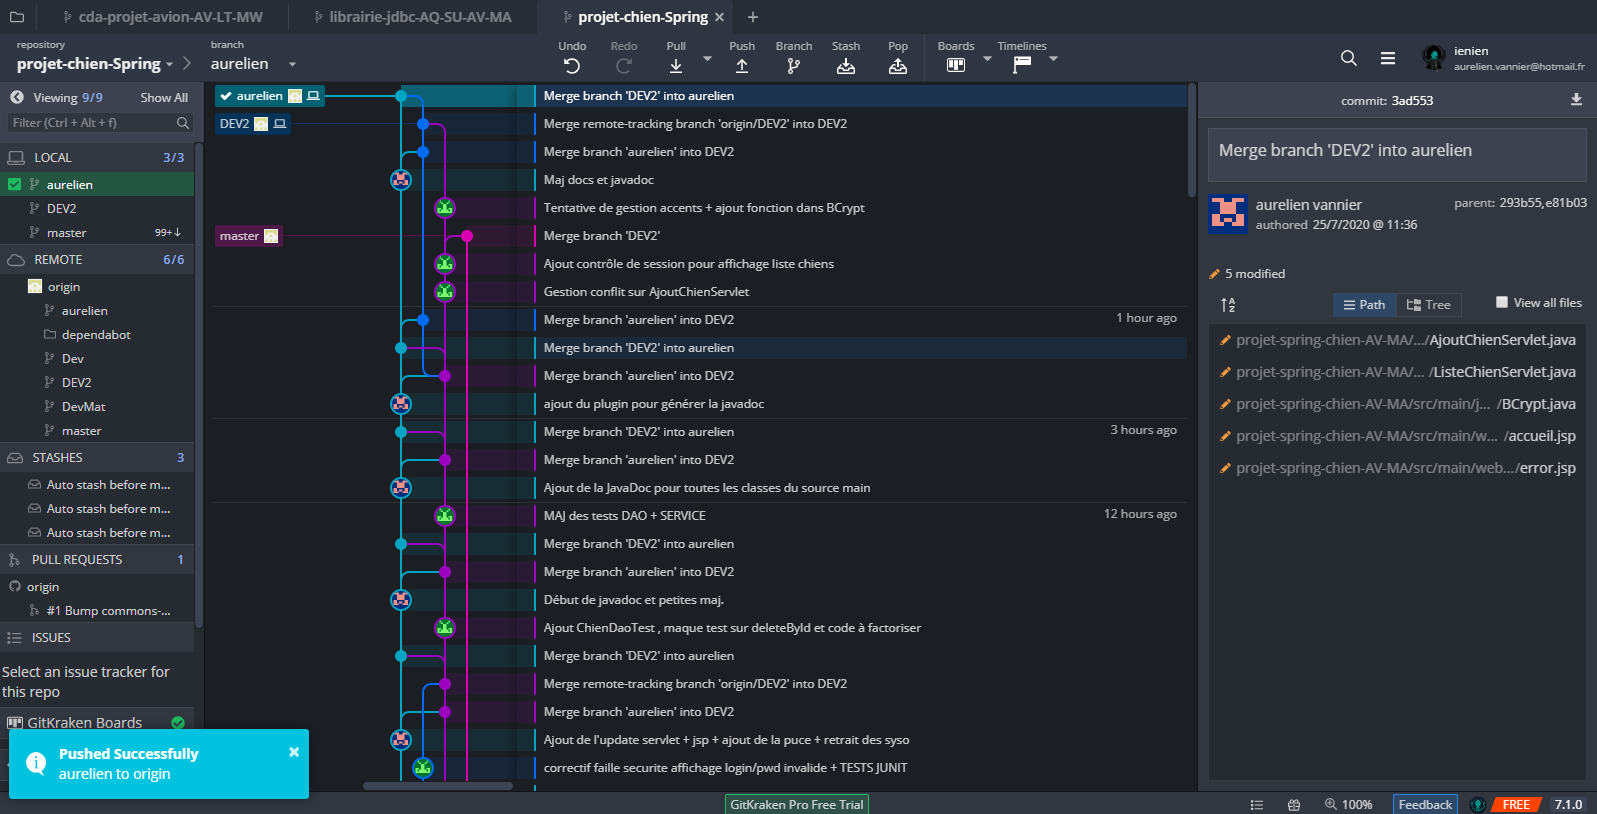 cda-projet-avion-AV-LT-MW
librairie-jdbc-AQ-SU-AV-MA
projet-chien-Spring
repository
projet-chien-Spring
branch
aurelien
Undo
Redo
Pull
Push
Branch
Stash
Pop
Boards
Timelines
ienien
aurelien.vannier@hotmail.fr
Viewing 9/9
Show All
Filter (Ctrl + Alt + f)
LOCAL 3/3
aurelien
DEV2
master 99+
REMOTE 6/6
origin
aurelien
dependabot
Dev
DEV2
DevMat
master
STASHES 3
Auto stash before m...
Auto stash before m...
Auto stash before m...
PULL REQUESTS 1
origin
#1 Bump commons-...
ISSUES
Select an issue tracker for
this repo
GitKraken Boards
Pushed Successfully
aurelien to origin
aurelien
Merge branch 'DEV2' into aurelien
DEV2
Merge remote-tracking branch 'origin/DEV2' into DEV2
Merge branch 'aurelien' into DEV2
Maj docs et javadoc
Tentative de gestion accents + ajout fonction dans BCrypt
master
Merge branch 'DEV2'
Ajout contrôle de session pour affichage liste chiens
Gestion conflit sur AjoutChienServlet
Merge branch 'aurelien' into DEV2
1 hour ago
Merge branch 'DEV2' into aurelien
Merge branch 'aurelien' into DEV2
ajout du plugin pour générer la javadoc
Merge branch 'DEV2' into aurelien
3 hours ago
Merge branch 'aurelien' into DEV2
Ajout de la JavaDoc pour toutes les classes du source main
MAJ des tests DAO + SERVICE
12 hours ago
Merge branch 'DEV2' into aurelien
Merge branch 'aurelien' into DEV2
Début de javadoc et petites maj.
Ajout ChienDaoTest , maque test sur deleteById et code à factoriser
Merge branch 'DEV2' into aurelien
Merge remote-tracking branch 'origin/DEV2' into DEV2
Merge branch 'aurelien' into DEV2
Ajout de l'update servlet + jsp + ajout de la puce + retrait des syso
correctif faille securite affichage login/pwd invalide + TESTS JUNIT
commit: 3ad553
Merge branch 'DEV2' into aurelien
aurelien vannier
authored 25/7/2020 @ 11:36
parent: 293b55,e81b03
5 modified
Path
Tree
View all files
projet-spring-chien-AV-MA/.../AjoutChienServlet.java
projet-spring-chien-AV-MA/... /ListeChienServlet.java
projet-spring-chien-AV-MA/src/main/j... /BCrypt.java
projet-spring-chien-AV-MA/src/main/w... /accueil.jsp
projet-spring-chien-AV-MA/src/main/web.../error.jsp
GitKraken Pro Free Trial
100%
Feedback
FREE
7.1.0